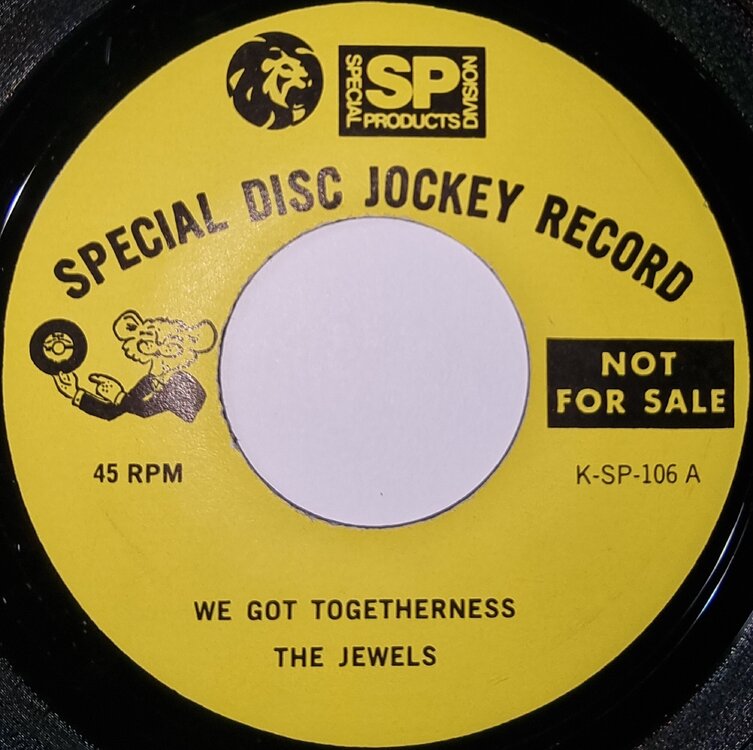 SPECIAL SP DIVISION
PRODUCTS
SPECIAL DISC JOCKEY RECORD
NOT
FOR SALE
45 RPM
K-SP-106 A
WE GOT TOGETHERNESS
THE JEWELS